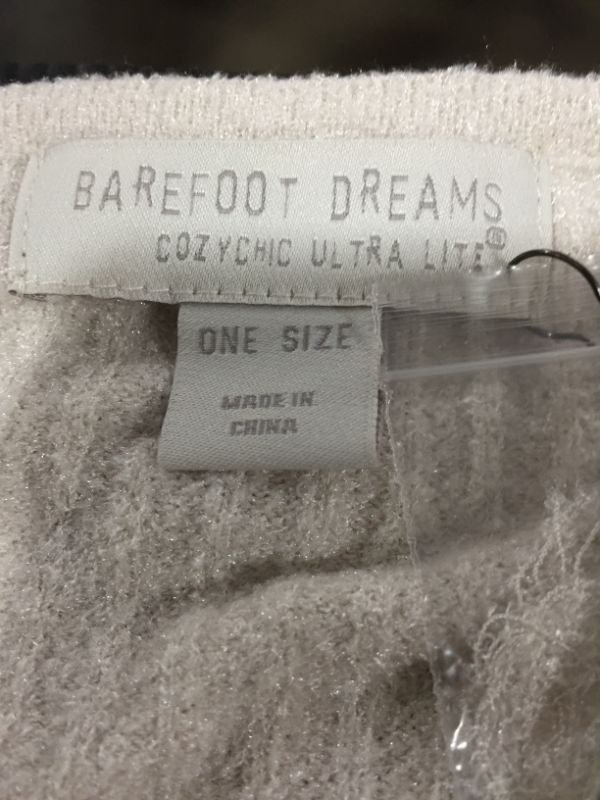 BAREFOOT DREAMS
COZYCHIC ULTRA LITE®
ONE SIZE
MADE IN
CHINA